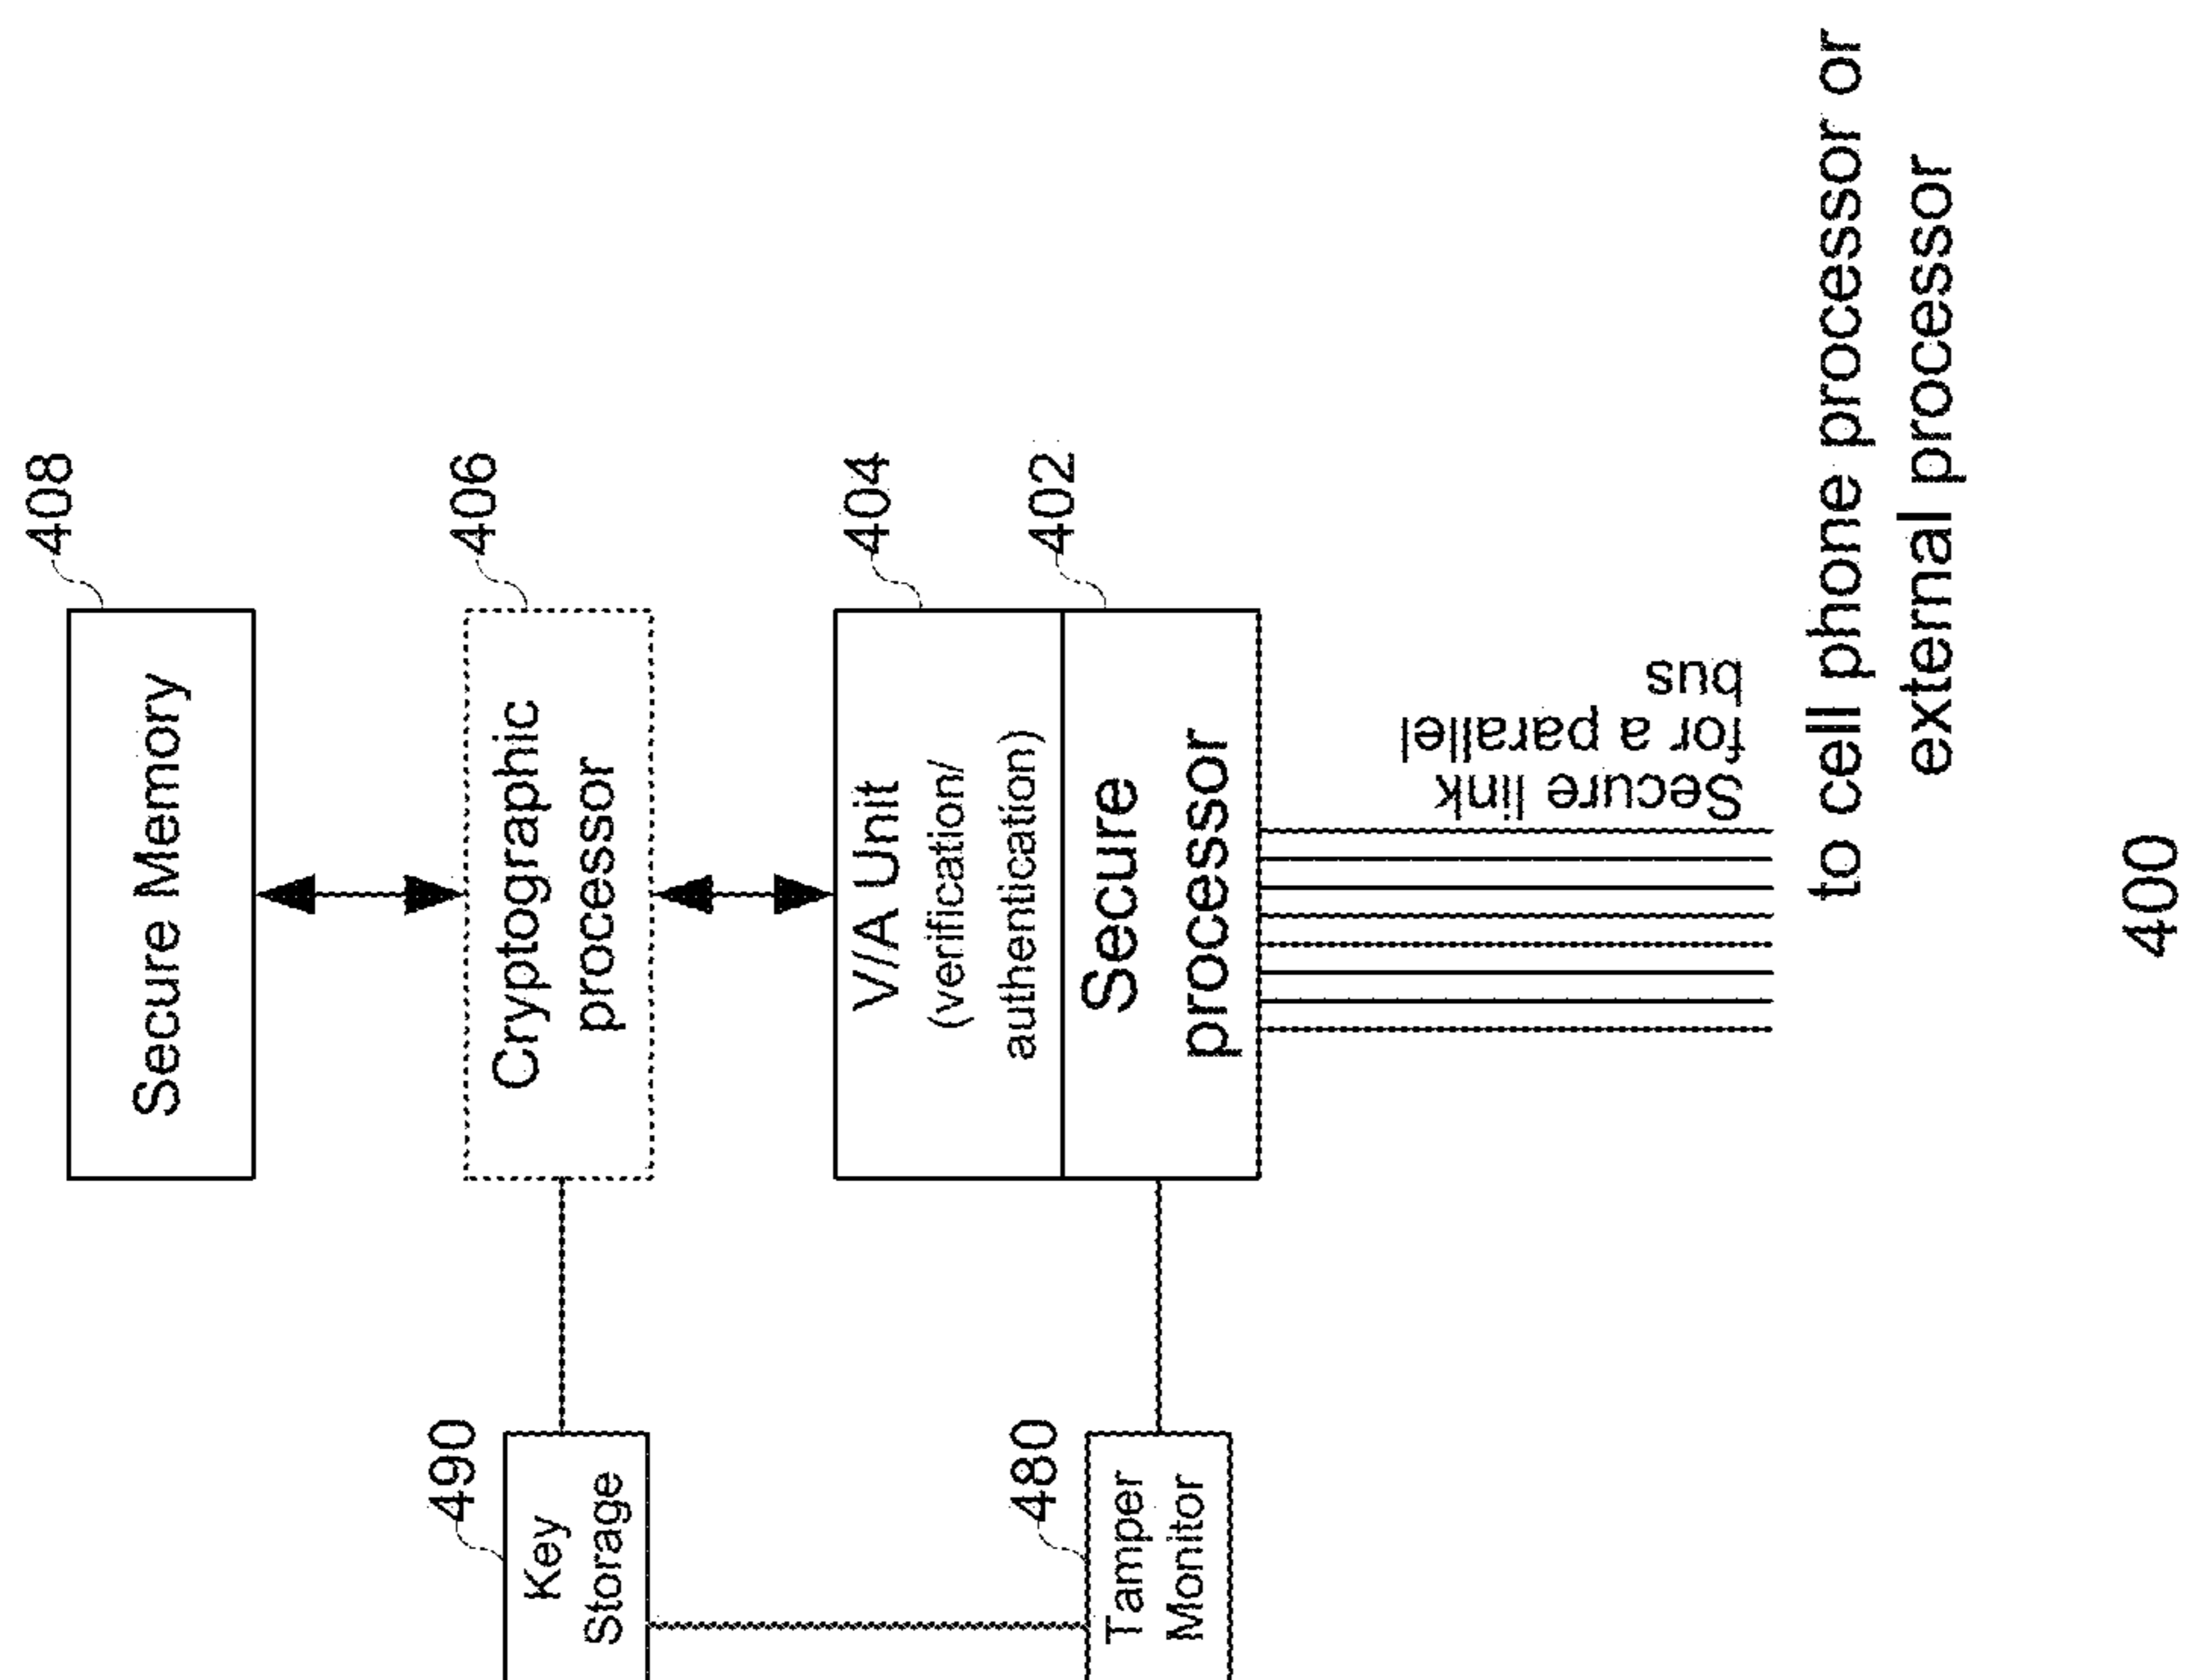 408
Secure Memory
406
Cryptographic
processor
404
V/A Unit
(verification/
authentication)
402
Secure
processor
490
Key
Storage
480
Tamper
Monitor
Secure link
for a parallel
bus
to cell phone processor or
external processor
400